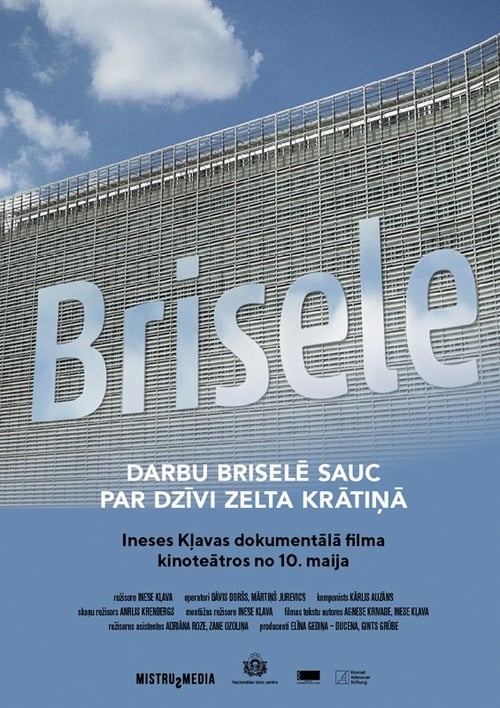 Brisele
DARBU BRISELĒ SAUC
PAR DZĪVI ZELTA KRĀTIŅĀ
Ineses Kļavas dokumentālā filma
kinoteātros no 10. maija
režisore INESE KĻAVA operatori DĀVIS DORŠS, MĀRTIŅŠ JUREVICS komponists KĀRLIS AUZĀNS
skaņu režisors ANRIJS KRENBERGS montāžas režisore INESE KĻAVA filmas tekstu autores AGNESE KRIVADE, INESE KĻAVA
režisores asistentes ADRIĀNA ROZE, ZANE OZOLIŅA producenti ELĪNA GEDIŅA – DUCENA, GINTS GRŪBE
MISTRUS MEDIA
Nacionālais kino centrs
Konrad
Adenauer
Stiftung